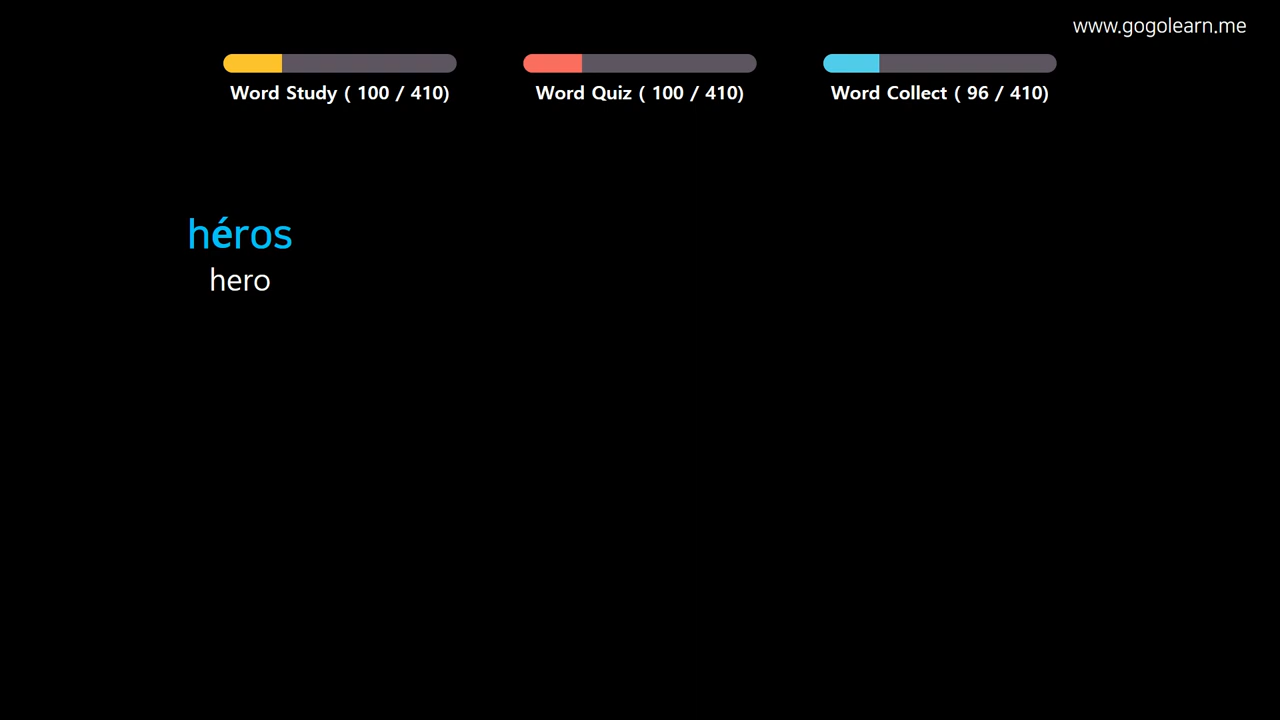 www.gogolearn.me
Word Study ( 100 / 410)
Word Quiz ( 100 / 410)
Word Collect ( 96 / 410)
héros
hero